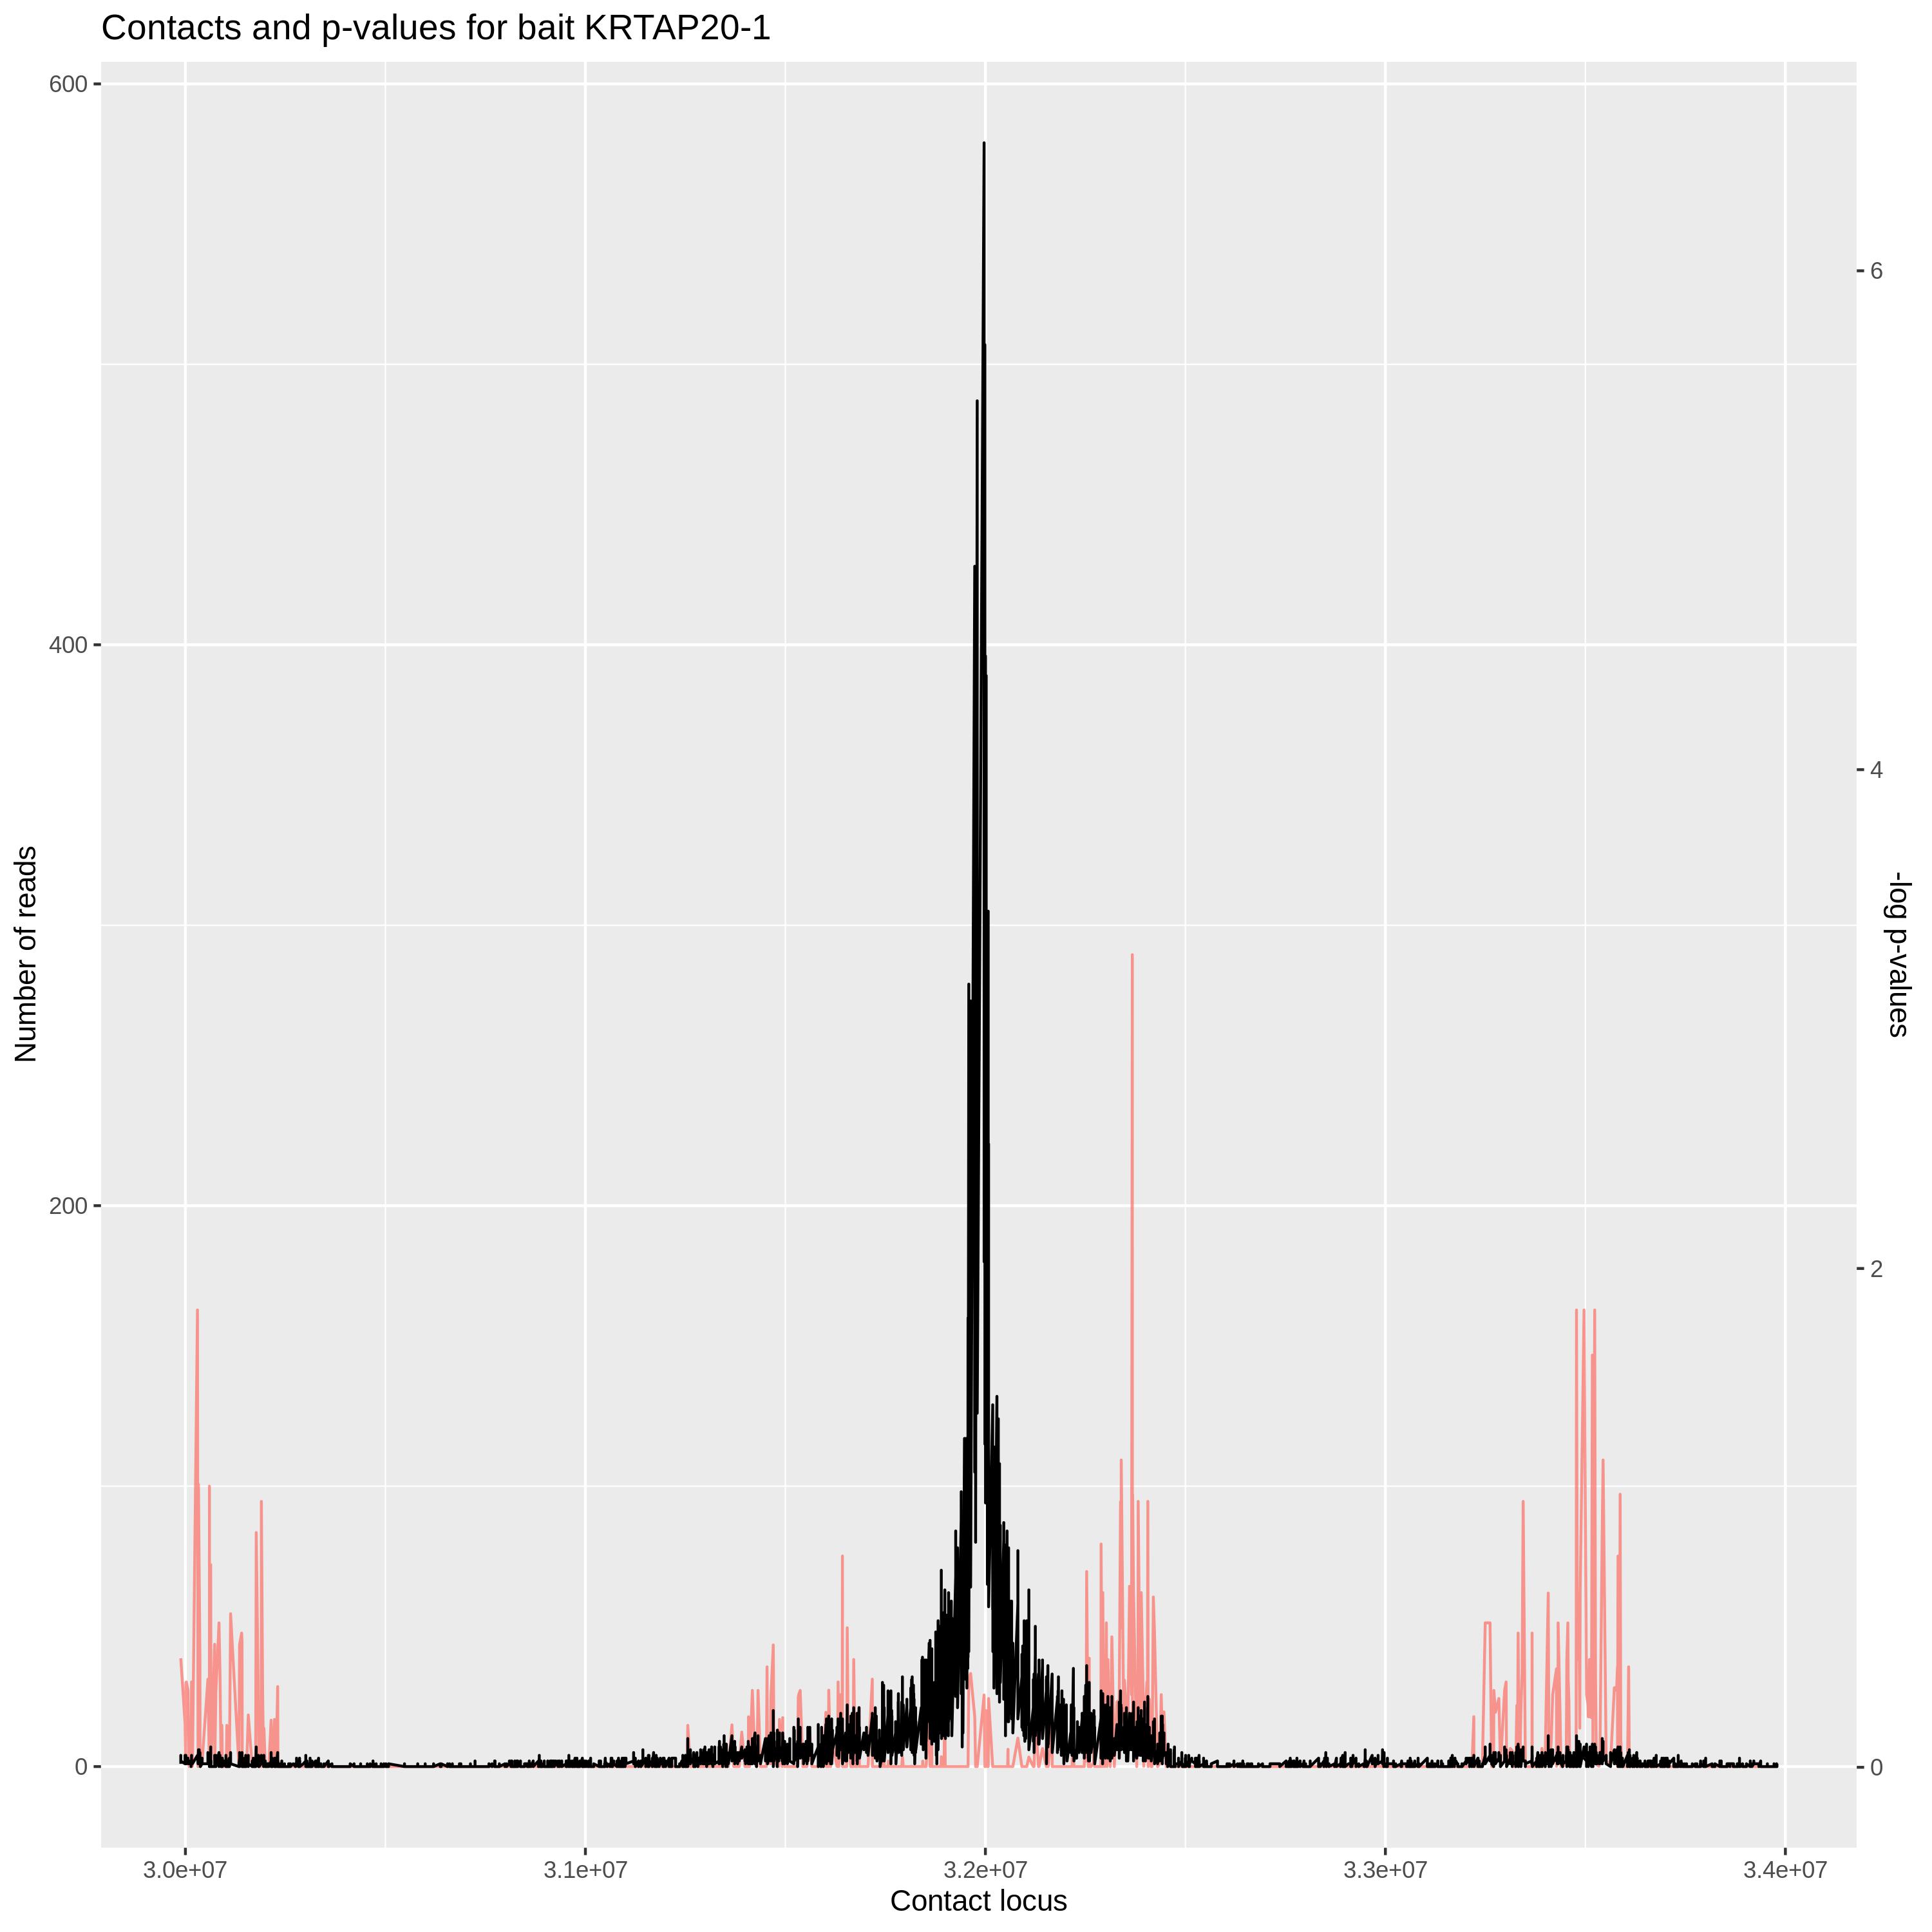 Contacts and p-values for bait KRTAP20-1
600
400
200
0
Number of reads
6
4
2
0
-log p-values
3.0e+07
3.1e+07
3.2e+07
3.3e+07
3.4e+07
Contact locus